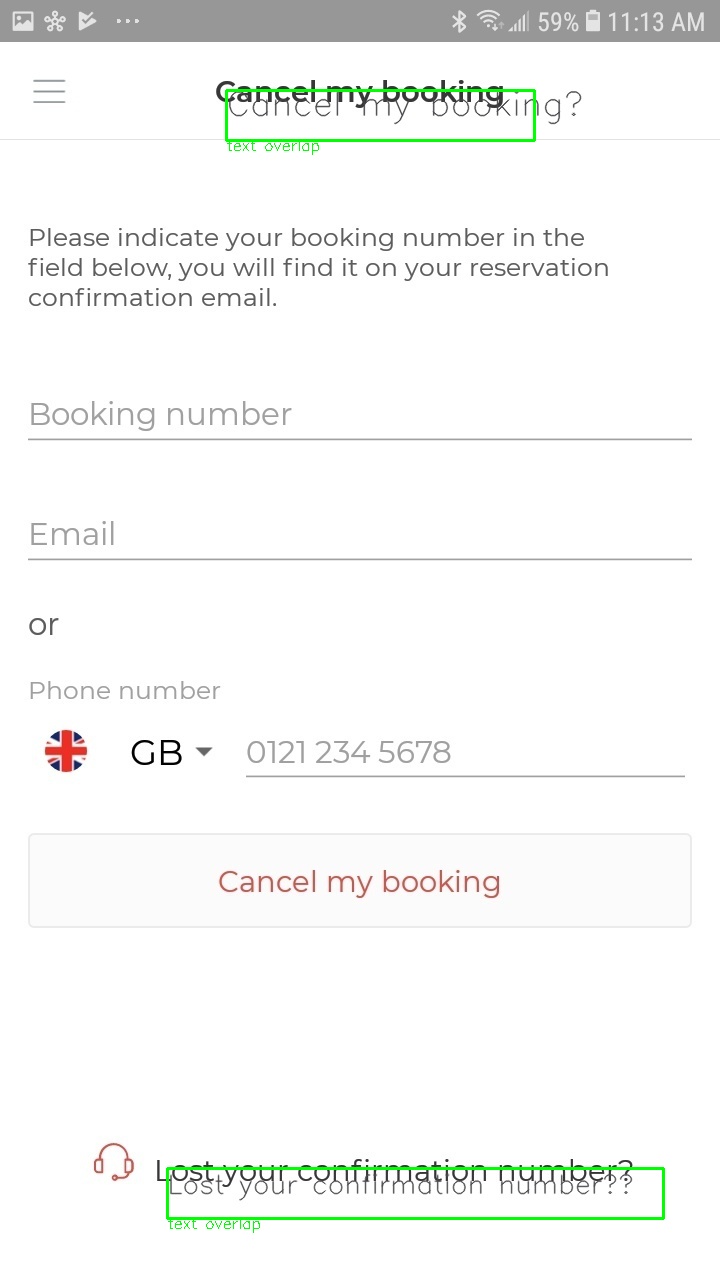 59% 11:13 AM
Cancel my booking
Cancel my booking?
text overlap
Please indicate your booking number in the
field below, you will find it on your reservation
confirmation email.
Booking number
Email
or
Phone number
GB 0121 234 5678
Cancel my booking
Lost your confirmation number?
Lost your confirmation number??
text overlap